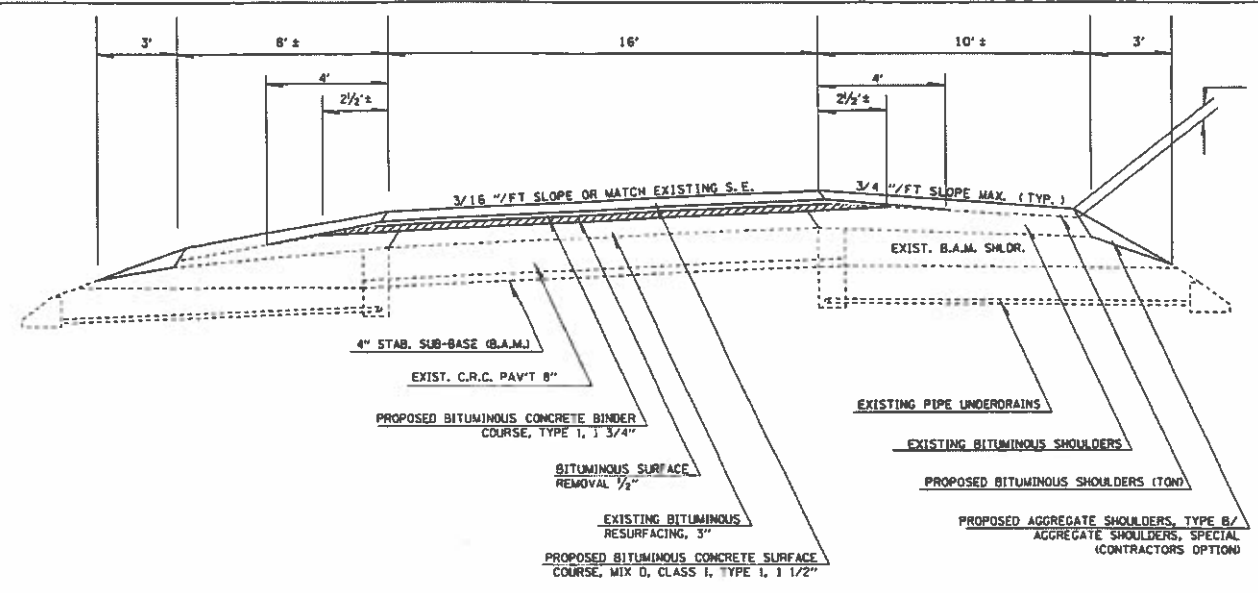 3'
8' ±
16'
10' ±
3'
4'
4'
2½'±
2½'±
3/16 "/FT SLOPE OR MATCH EXISTING S.E.
3/4 "/FT SLOPE MAX. (TYP.)
EXIST. B.A.M. SHLDR.
4" STAB. SUB-BASE (B.A.M.)
EXIST. C.R.C. PAV'T 8"
PROPOSED BITUMINOUS CONCRETE BINDER
COURSE, TYPE 1, 1 3/4"
BITUMINOUS SURFACE
REMOVAL ½"
EXISTING BITUMINOUS
RESURFACING, 3"
PROPOSED BITUMINOUS CONCRETE SURFACE
COURSE, MIX D, CLASS I, TYPE 1, 1 1/2"
EXISTING PIPE UNDERDRAINS
EXISTING BITUMINOUS SHOULDERS
PROPOSED BITUMINOUS SHOULDERS (TON)
PROPOSED AGGREGATE SHOULDERS, TYPE B/
AGGREGATE SHOULDERS, SPECIAL
(CONTRACTORS OPTION)